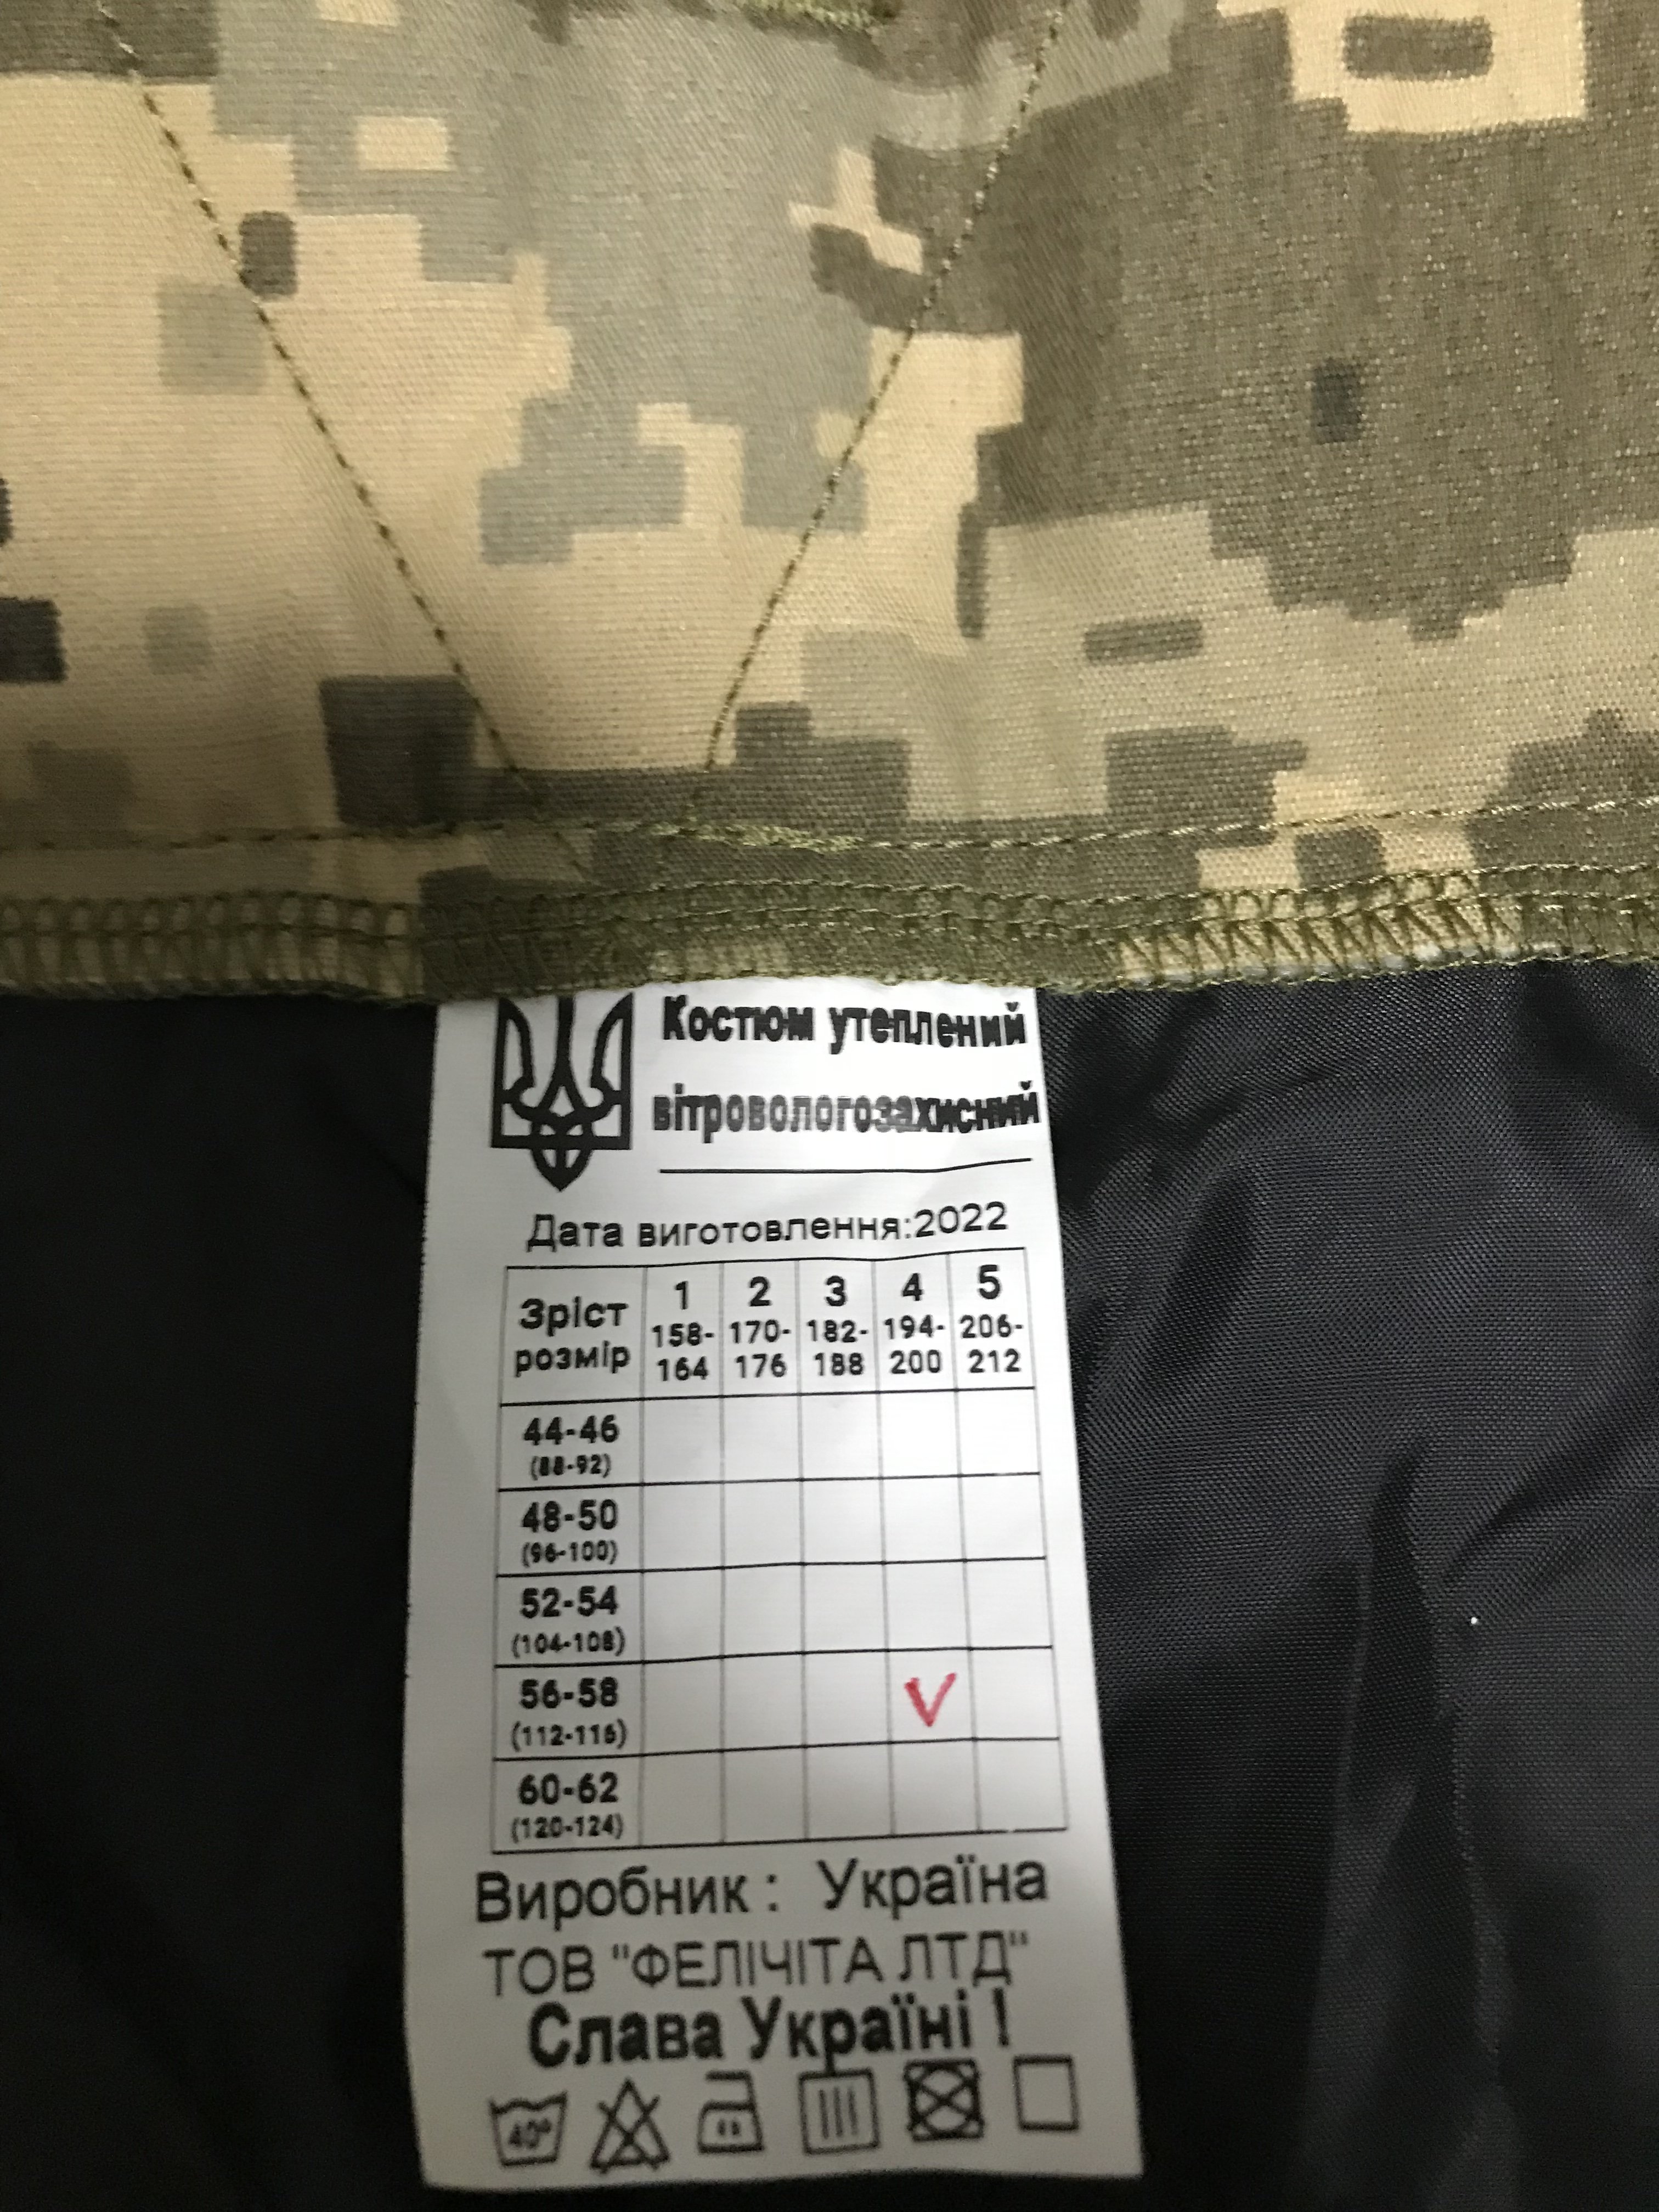 Костюм утеплений
вітровологозахисний
Дата виготовлення:2022
Зріст розмір 1 158-164 2 170-176 3 182-188 4 194-200 5 206-212
44-46
(88-92)
48-50
(96-100)
52-54
(104-108)
56-58 V
(112-116)
60-62
(120-124)
Виробник : Україна
ТОВ "ФЕЛІЧІТА ЛТД"
Слава Україні !
40°